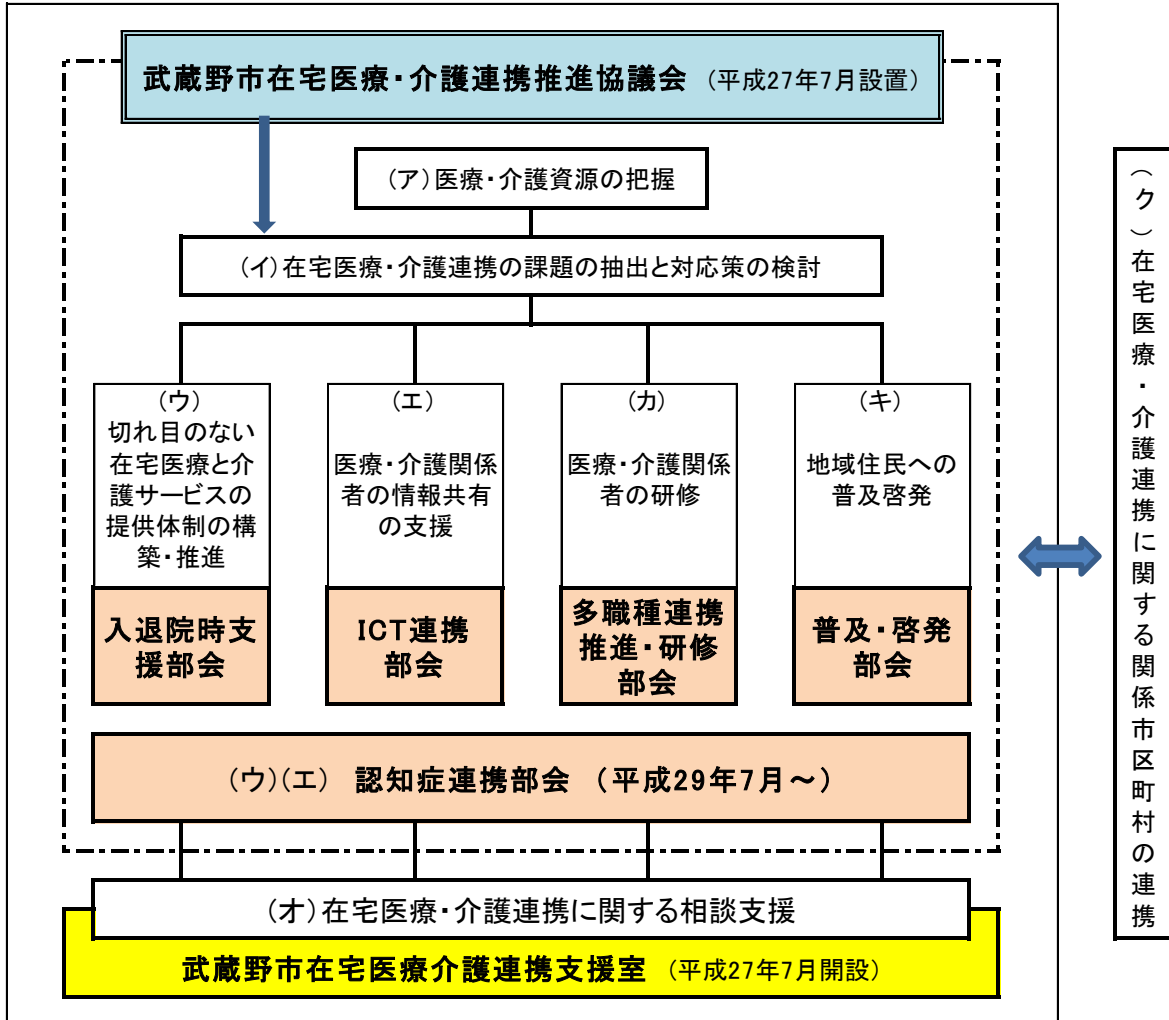 武蔵野市在宅医療・介護連携推進協議会 (平成27年7月設置)
(ア)医療・介護資源の把握
(イ)在宅医療・介護連携の課題の抽出と対応策の検討
(ウ)
切れ目のない
在宅医療と介
護サービスの
提供体制の構
築・推進
入退院時支
援部会
(エ)
医療・介護関係
者の情報共有
の支援
ICT連携
部会
(カ)
医療・介護関係
者の研修
多職種連携
推進・研修
部会
(キ)
地域住民への
普及啓発
普及・啓発
部会
(ウ)(エ) 認知症連携部会 (平成29年7月~)
(オ)在宅医療・介護連携に関する相談支援
武蔵野市在宅医療介護連携支援室 (平成27年7月開設)
(ク)在宅医療・介護連携に関する関係市区町村の連携